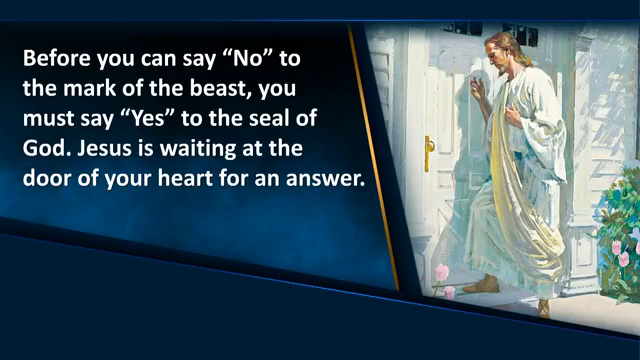 Before you can say “No” to
the mark of the beast, you
must say “Yes” to the seal of
God. Jesus is waiting at the
door of your heart for an answer.